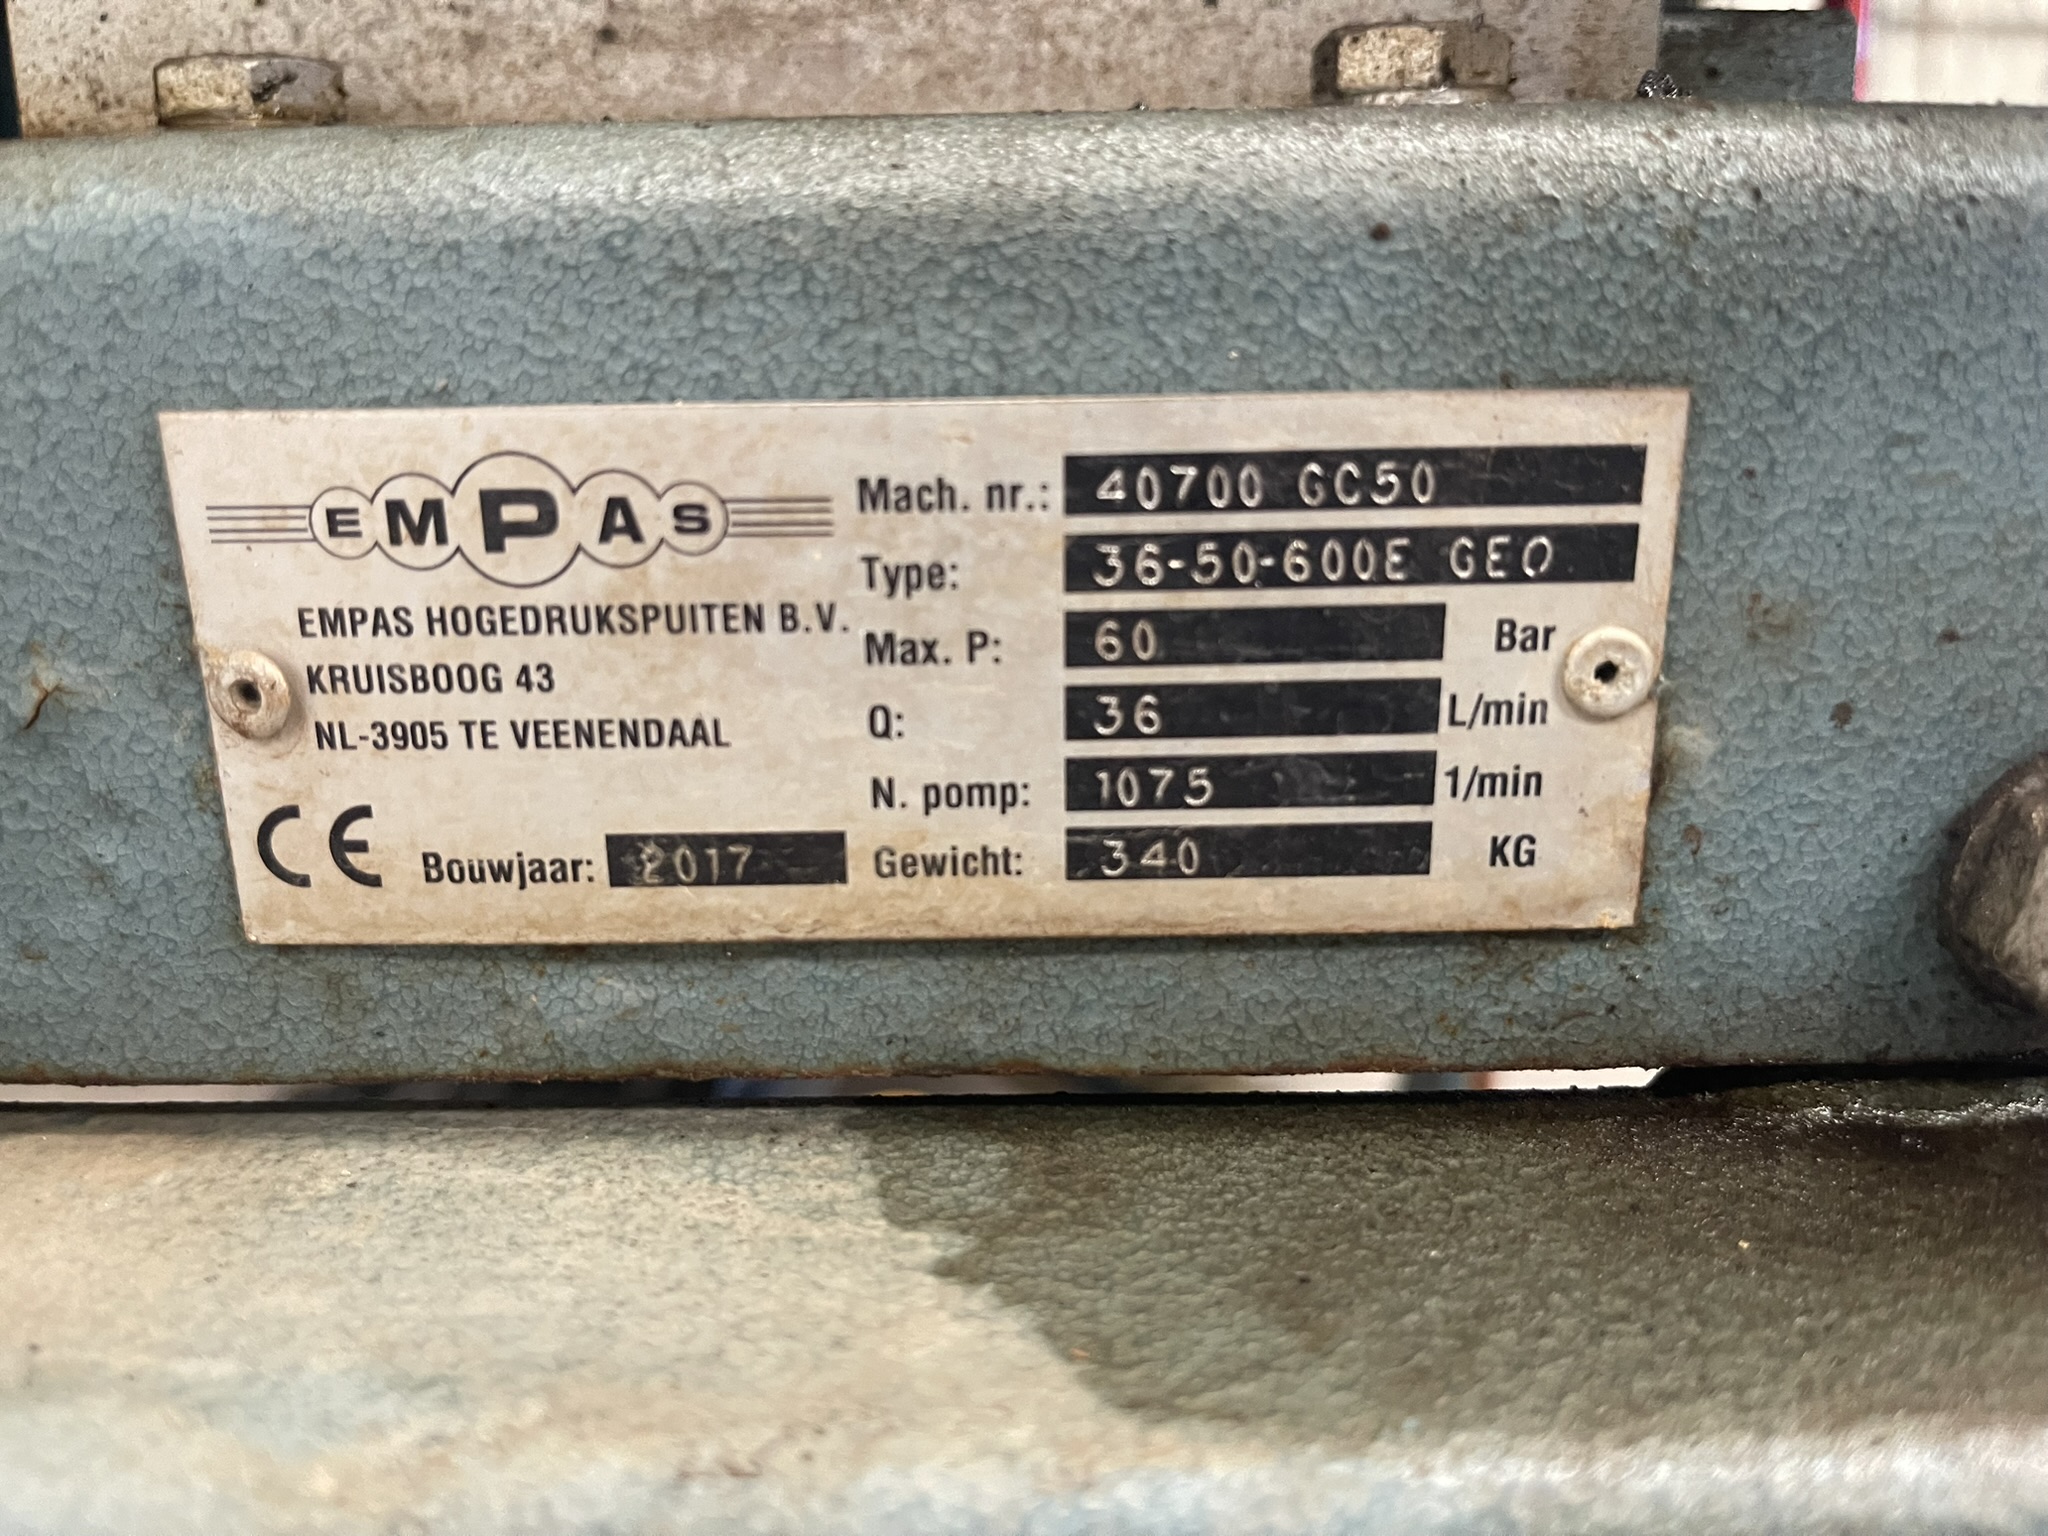 EMPAS
EMPAS HOGEDRUKSPUITEN B.V.
KRUISBOOG 43
NL-3905 TE VEENENDAAL
CE Bouwjaar: 2017
Mach. nr.: 40700 GC50
Type: 36-50-600E GEO
Max. P: 60 Bar
Q: 36 L/min
N. pomp: 1075 1/min
Gewicht: 340 KG